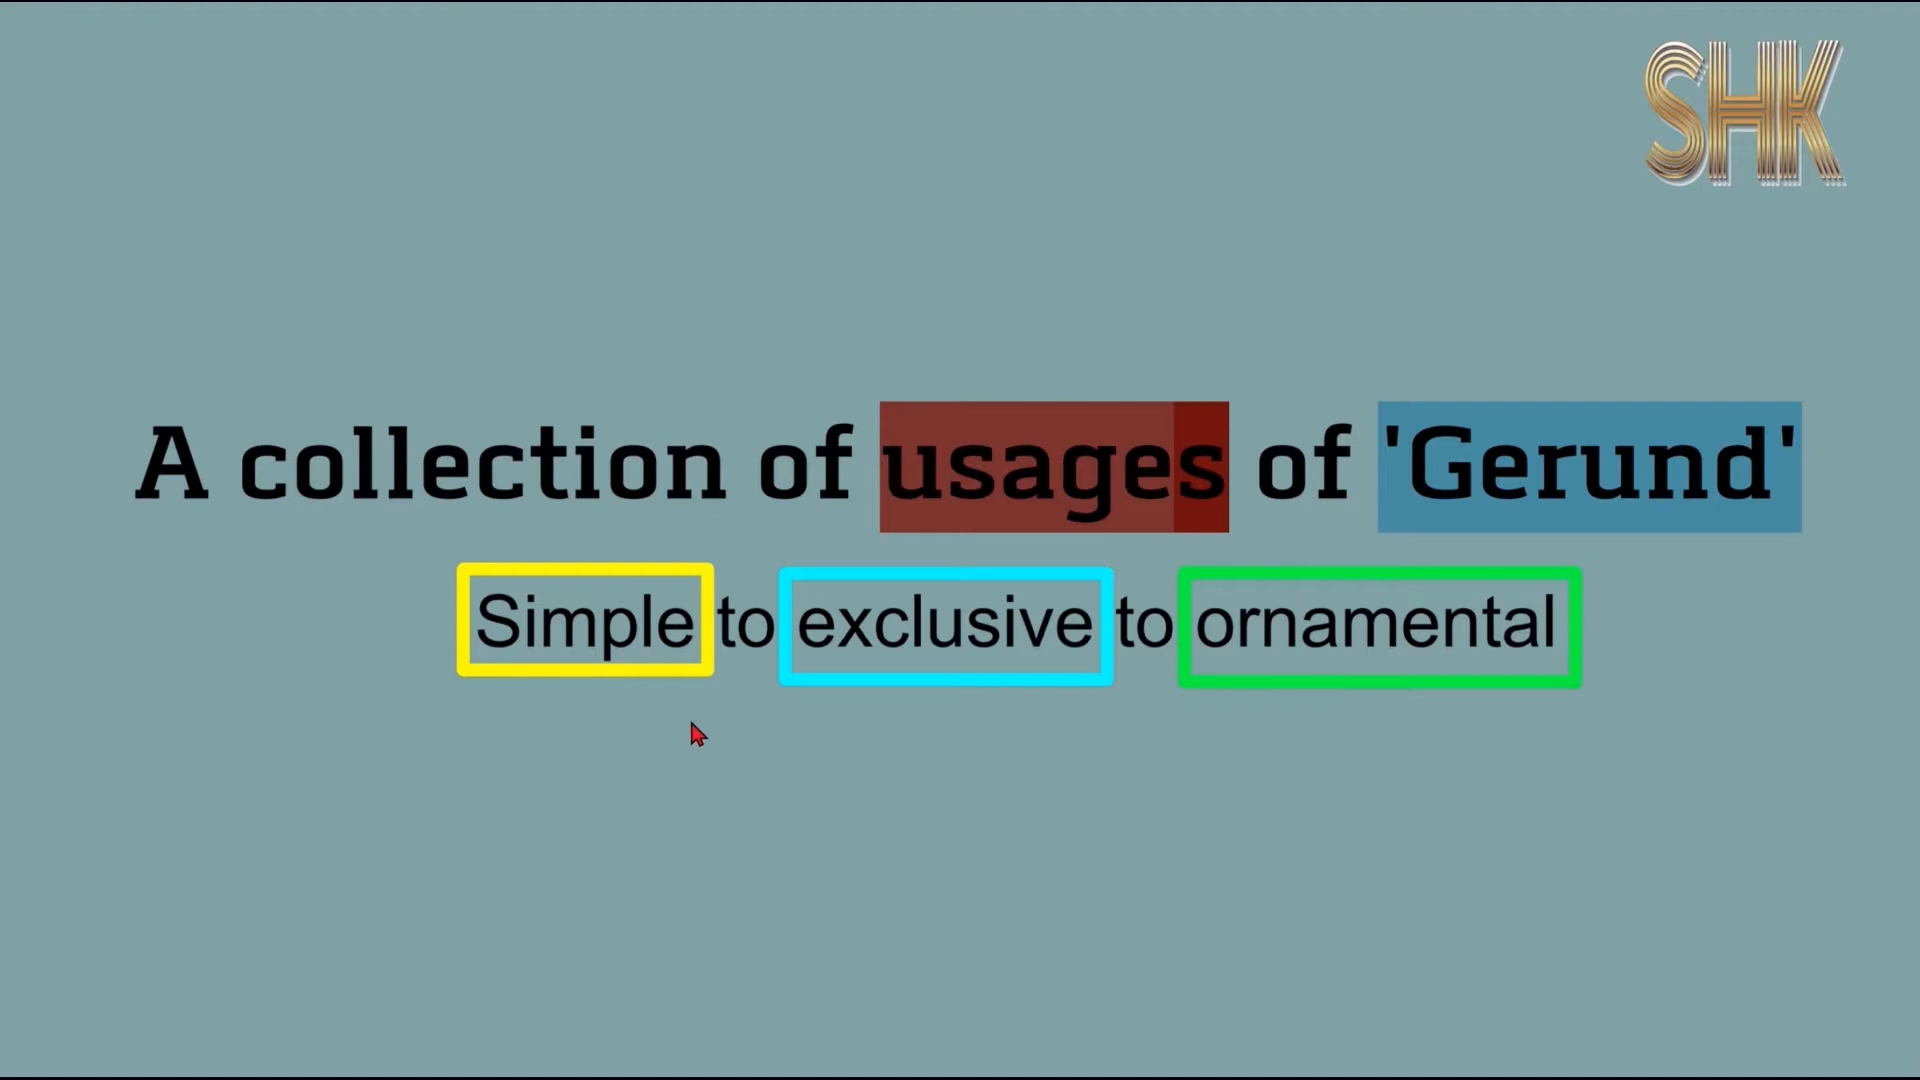 SHK
A collection of usages of 'Gerund'
Simple to exclusive to ornamental